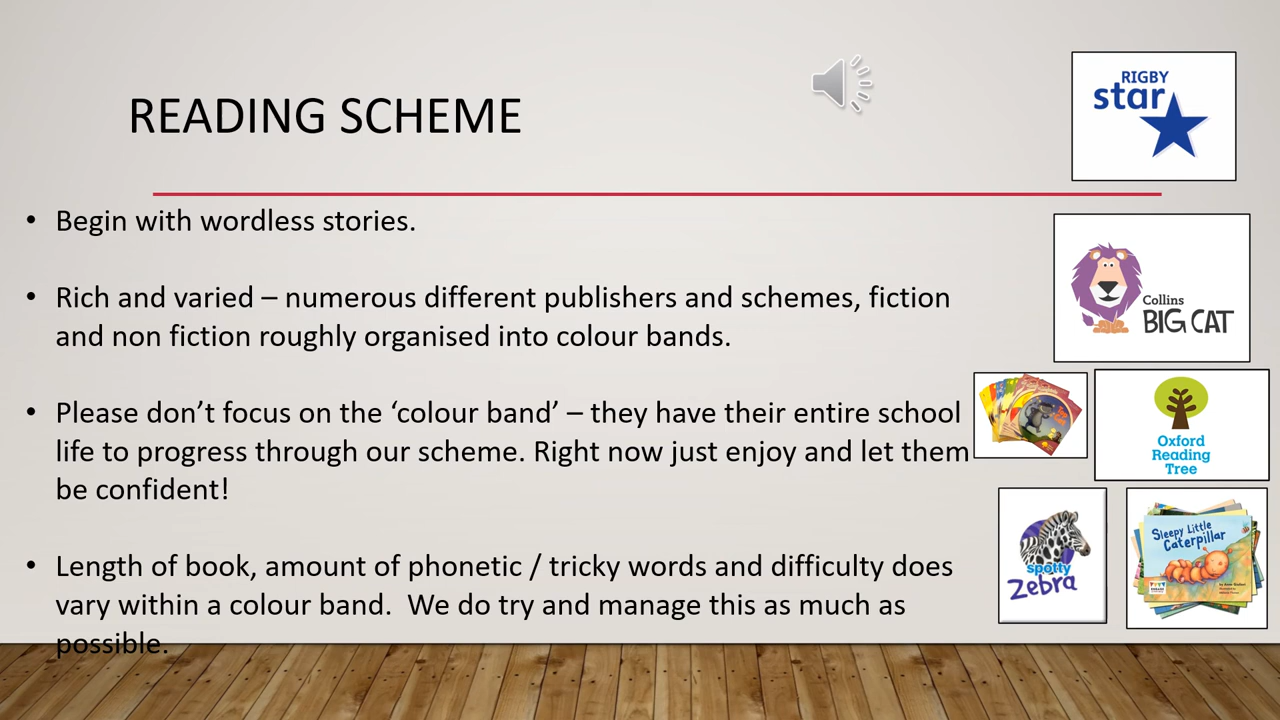 READING SCHEME
RIGBY
star
• Begin with wordless stories.
• Rich and varied – numerous different publishers and schemes, fiction
and non fiction roughly organised into colour bands.
Collins
BIG CAT
• Please don’t focus on the ‘colour band’ – they have their entire school
life to progress through our scheme. Right now just enjoy and let them
be confident!
Oxford
Reading
Tree
• Length of book, amount of phonetic / tricky words and difficulty does
vary within a colour band.  We do try and manage this as much as
possible.
spotty
zebra
Sleepy Little
Caterpillar